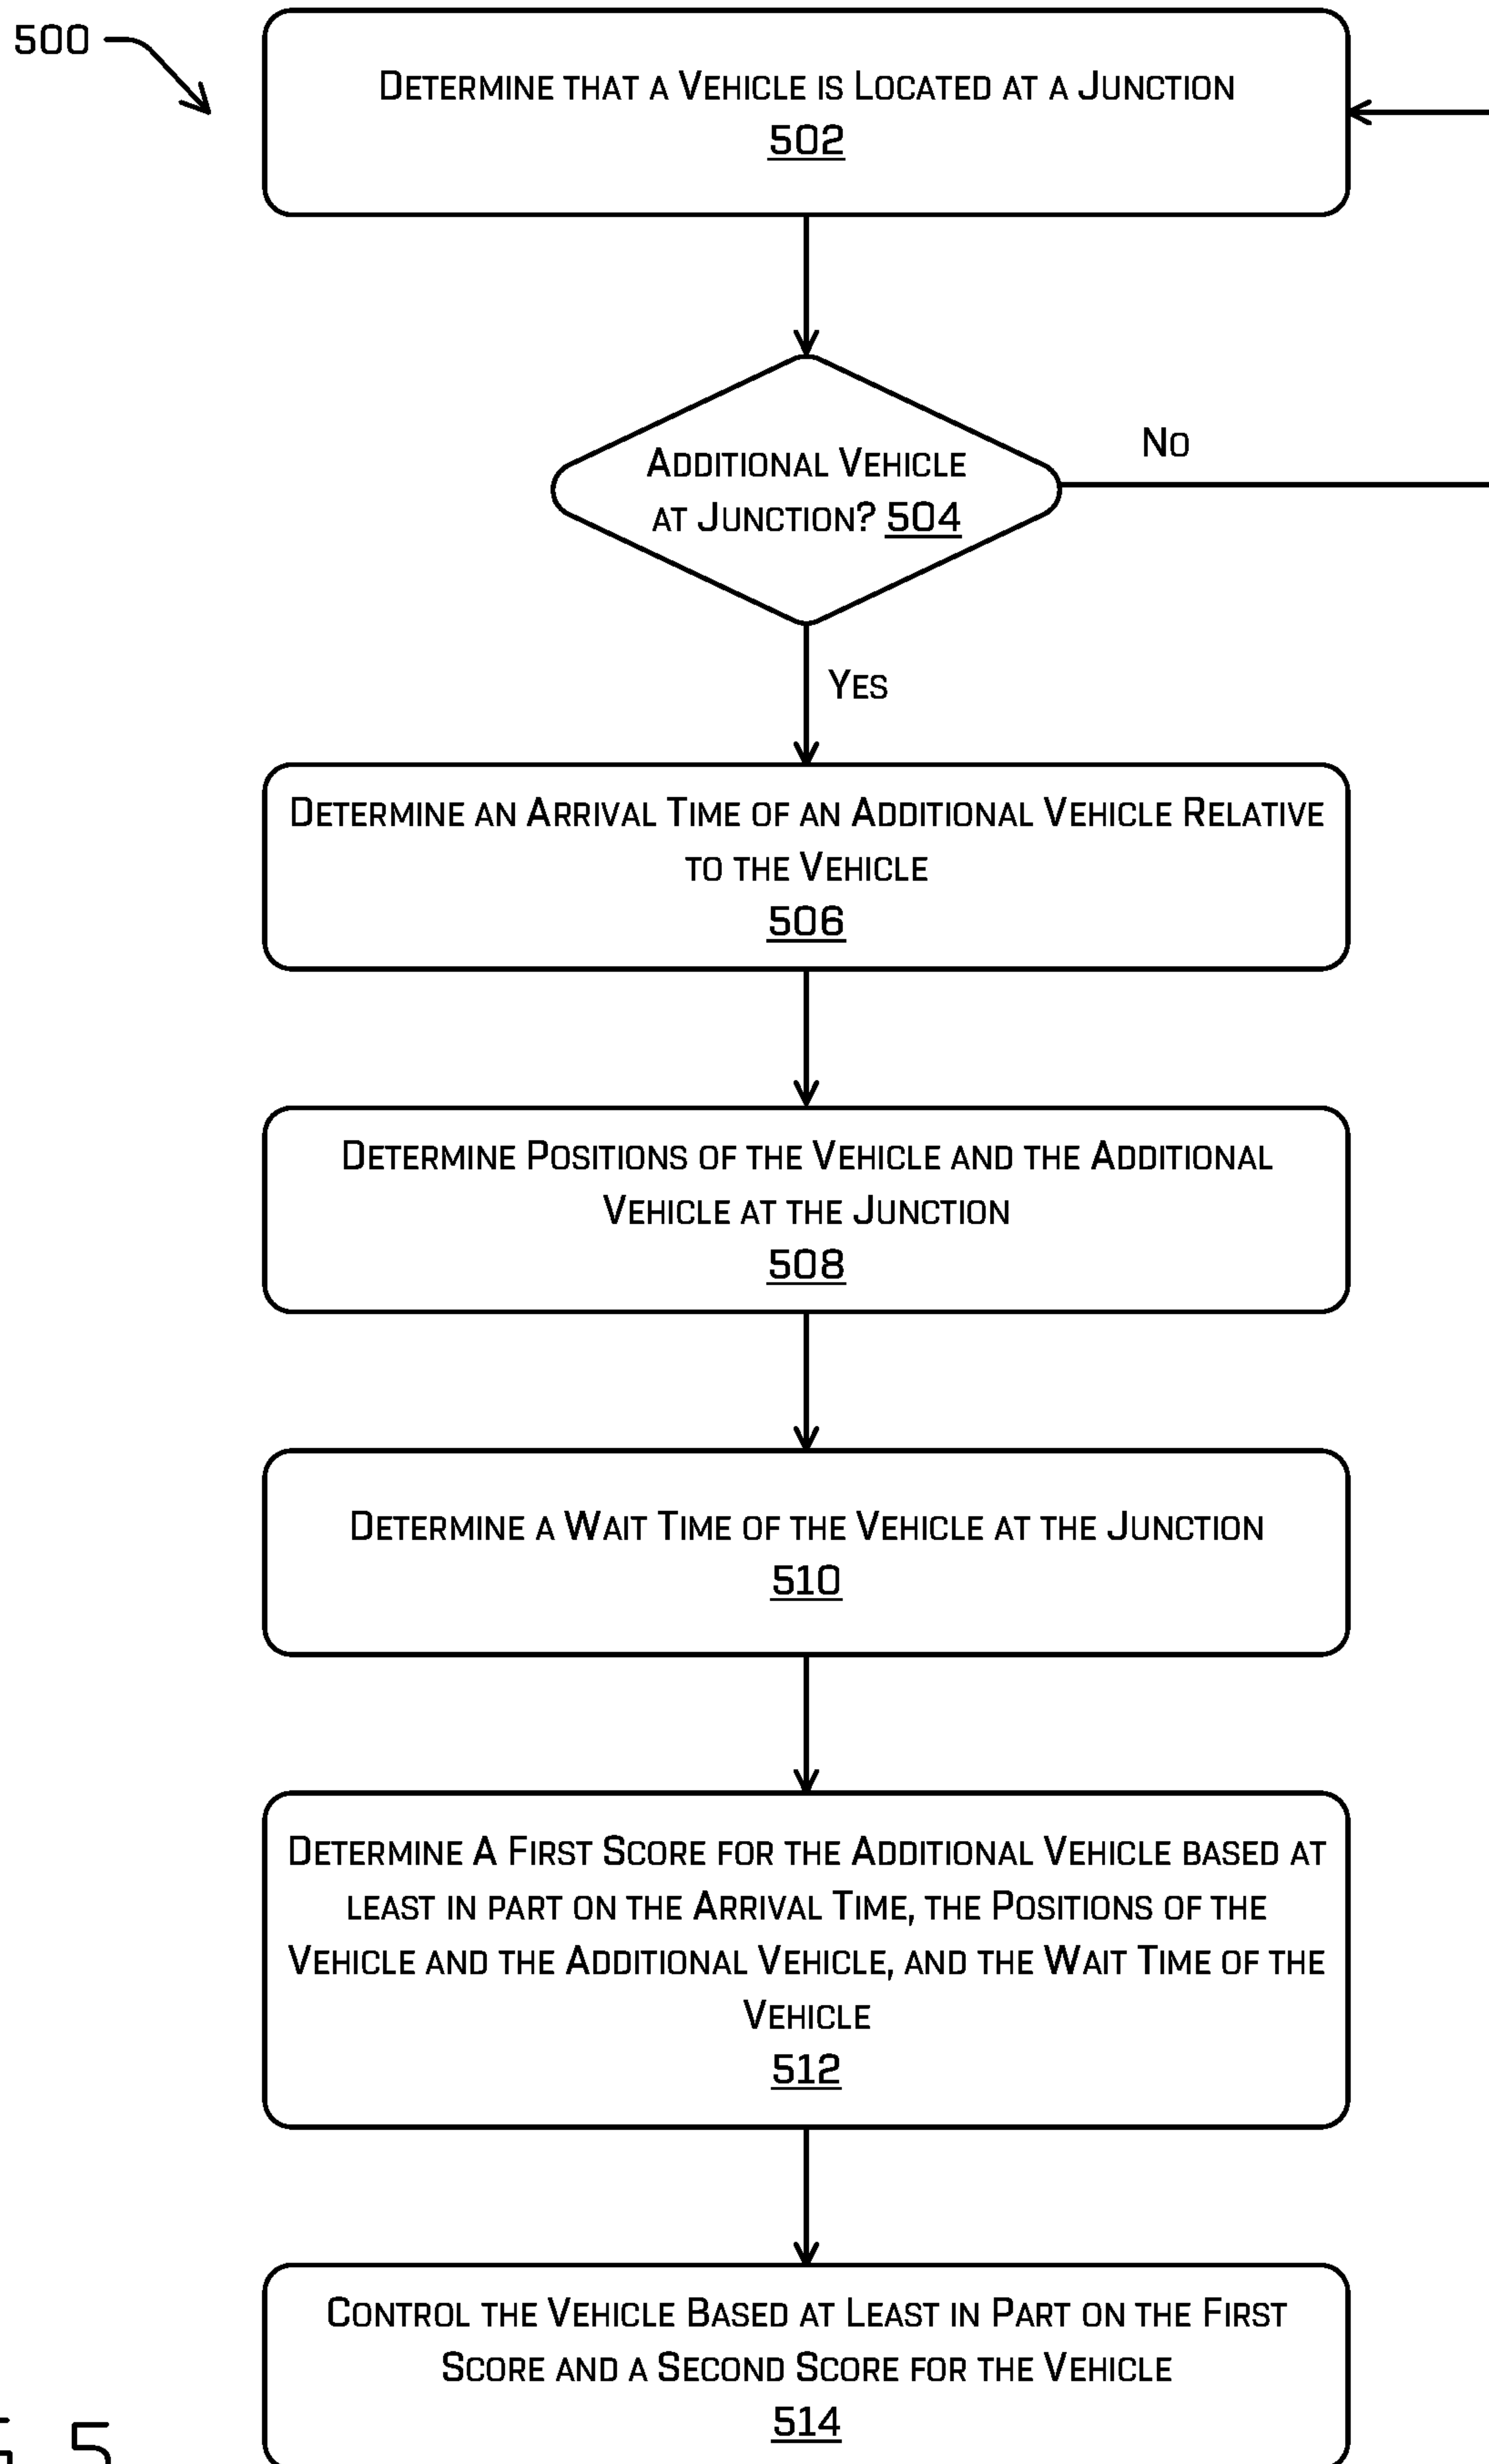 500
Determine that a Vehicle is Located at a Junction
502
Additional Vehicle
at Junction? 504
No
Yes
Determine an Arrival Time of an Additional Vehicle Relative
to the Vehicle
506
Determine Positions of the Vehicle and the Additional
Vehicle at the Junction
508
Determine a Wait Time of the Vehicle at the Junction
510
Determine A First Score for the Additional Vehicle based at
least in part on the Arrival Time, the Positions of the
Vehicle and the Additional Vehicle, and the Wait Time of the
Vehicle
512
Control the Vehicle Based at Least in Part on the First
Score and a Second Score for the Vehicle
514
5